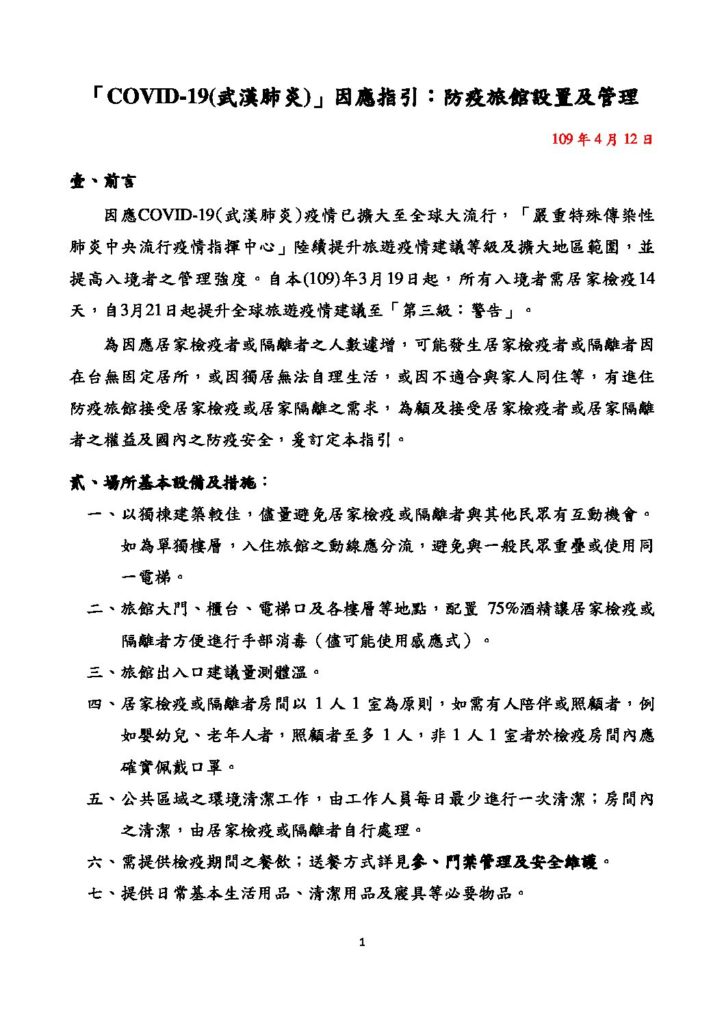 「COVID-19(武漢肺炎)」因應指引：防疫旅館設置及管理
109 年 4 月 12 日
壹、前言
因應COVID-19(武漢肺炎)疫情已擴大至全球大流行，「嚴重特殊傳染性
肺炎中央流行疫情指揮中心」陸續提升旅遊疫情建議等級及擴大地區範圍，並
提高入境者之管理強度。自本(109)年3月19日起，所有入境者需居家檢疫14
天，自3月21日起提升全球旅遊疫情建議至「第三級：警告」。
為因應居家檢疫者或隔離者之人數遽增，可能發生居家檢疫者或隔離者因
在台無固定居所，或因獨居無法自理生活，或因不適合與家人同住等，有進住
防疫旅館接受居家檢疫或居家隔離之需求，為顧及接受居家檢疫者或居家隔離
者之權益及國內之防疫安全，爰訂定本指引。
貳、場所基本設備及措施：
一、以獨棟建築較佳，儘量避免居家檢疫或隔離者與其他民眾有互動機會。
如為單獨樓層，入住旅館之動線應分流，避免與一般民眾重疊或使用同
一電梯。
二、旅館大門、櫃台、電梯口及各樓層等地點，配置 75%酒精讓居家檢疫或
隔離者方便進行手部消毒（儘可能使用感應式）。
三、旅館出入口建議量測體溫。
四、居家檢疫或隔離者房間以 1 人 1 室為原則，如需有人陪伴或照顧者，例
如嬰幼兒、老年人者，照顧者至多 1 人，非 1 人 1 室者於檢疫房間內應
確實佩戴口罩。
五、公共區域之環境清潔工作，由工作人員每日最少進行一次清潔；房間內
之清潔，由居家檢疫或隔離者自行處理。
六、需提供檢疫期間之餐飲；送餐方式詳見參、門禁管理及安全維護。
七、提供日常基本生活用品、清潔用品及寢具等必要物品。
1